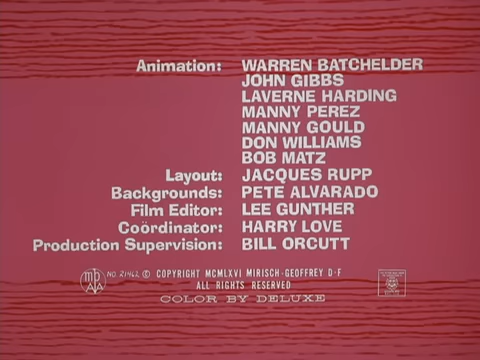 Animation: WARREN BATCHELDER
JOHN GIBBS
LAVERNE HARDING
MANNY PEREZ
MANNY GOULD
DON WILLIAMS
BOB MATZ
Layout: JACQUES RUPP
Backgrounds: PETE ALVARADO
Film Editor: LEE GUNTHER
Coördinator: HARRY LOVE
Production Supervision: BILL ORCUTT
NO. 21462 © COPYRIGHT MCMLXVI MIRISCH-GEOFFREY D-F
ALL RIGHTS RESERVED
COLOR BY DELUXE